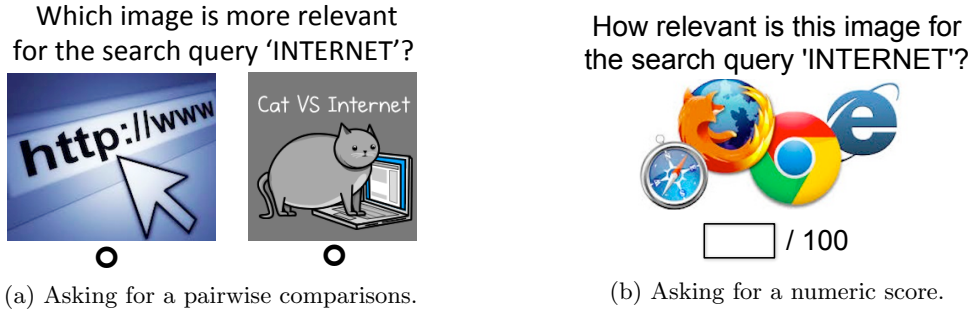 Which image is more relevant
for the search query ‘INTERNET’?
http://www
Cat VS Internet
(a) Asking for a pairwise comparisons.
How relevant is this image for
the search query 'INTERNET'?
/ 100
(b) Asking for a numeric score.